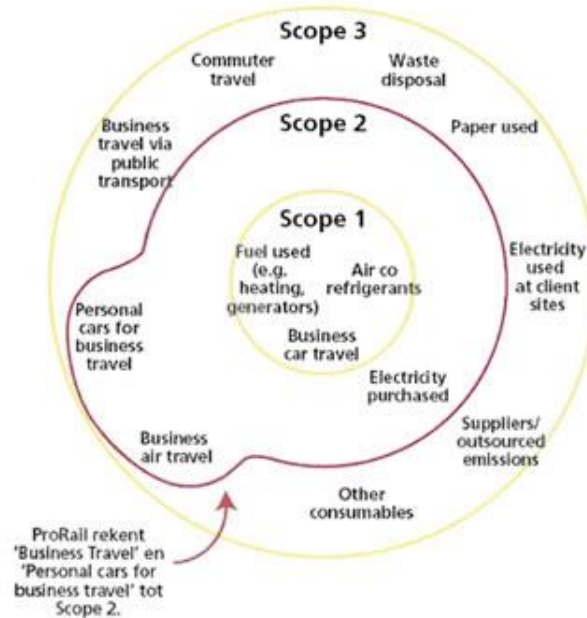 Scope 3
Commuter
travel
Waste
disposal
Business
travel via
public
transport
Scope 2
Paper used
Scope 1
Fuel used
(e.g.
heating,
generators)
Air co
refrigerants
Electricity
used
at client
sites
Personal
cars for
business
travel
Business
car travel
Electricity
purchased
Business
air travel
Suppliers/
outsourced
emissions
Other
consumables
ProRail rekent
'Business Travel' en
'Personal cars for
business travel' tot
Scope 2.